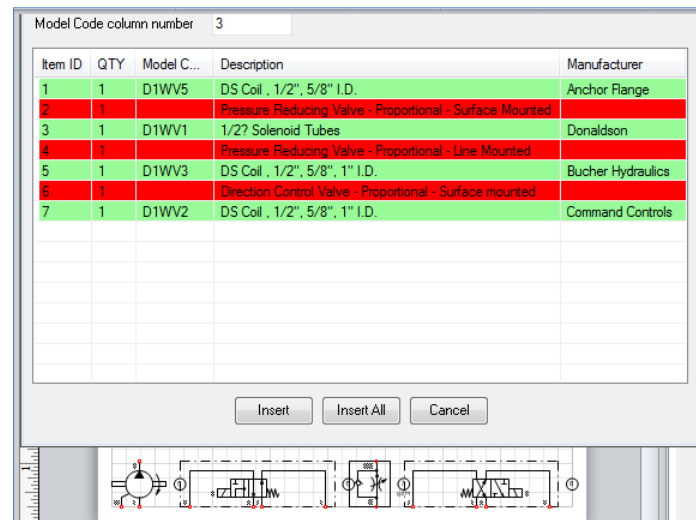 Model Code column number 3
Item ID QTY Model C... Description Manufacturer
1 1 D1WV5 DS Coil , 1/2", 5/8" I.D. Anchor Flange
2 1 Pressure Reducing Valve - Proportional - Surface Mounted
3 1 D1WV1 1/2? Solenoid Tubes Donaldson
4 1 Pressure Reducing Valve - Proportional - Line Mounted
5 1 D1WV3 DS Coil , 1/2", 5/8", 1" I.D. Bucher Hydraulics
6 1 Direction Control Valve - Proportional - Surface mounted
7 1 D1WV2 DS Coil , 1/2", 5/8", 1" I.D. Command Controls
Insert Insert All Cancel